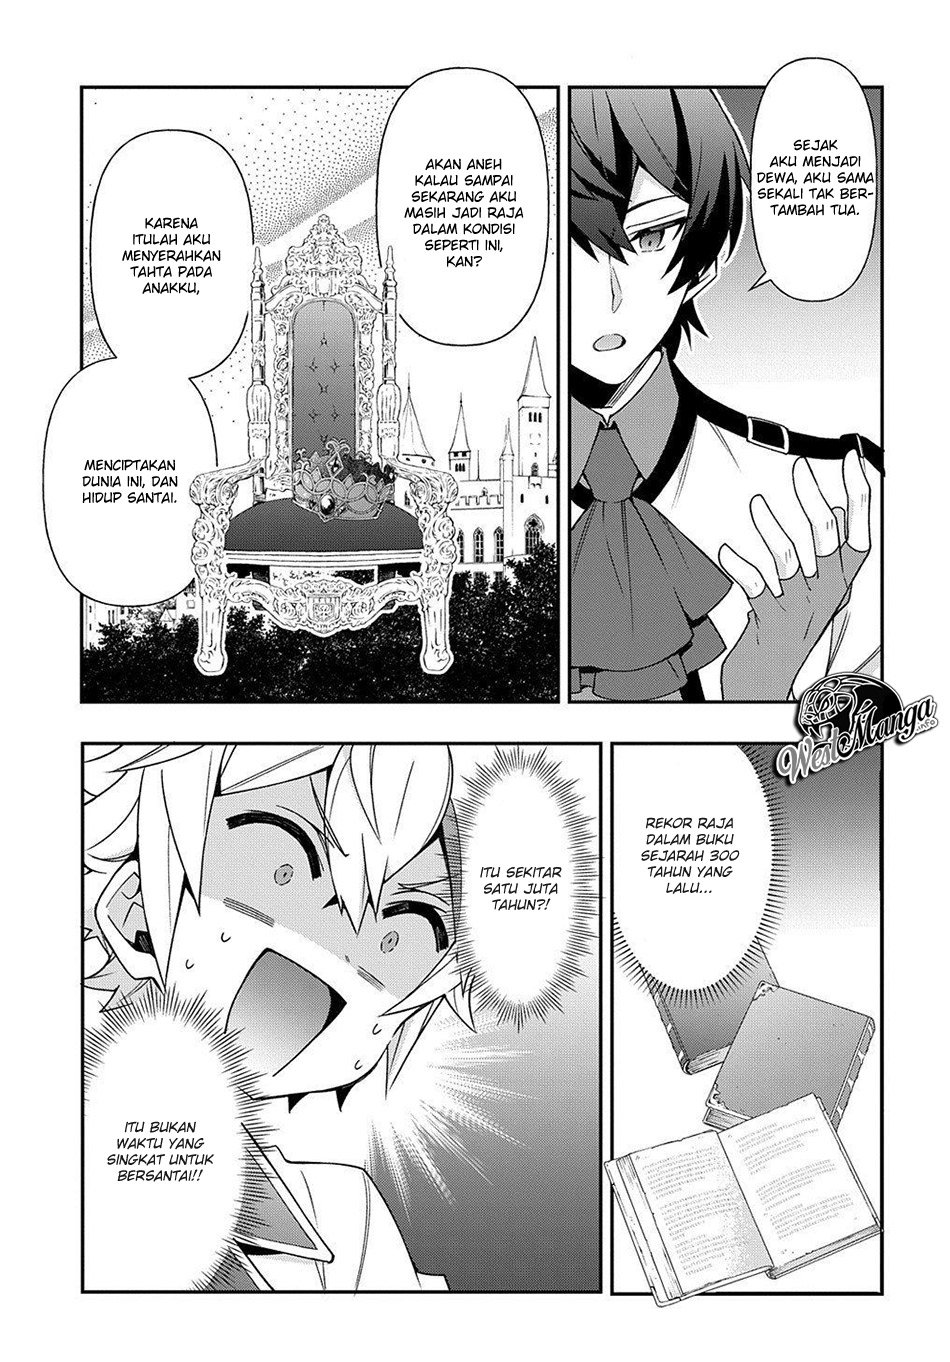 SEJAK
AKU MENJADI
DEWA, AKU SAMA
SEKALI TAK BER-
TAMBAH TUA.
AKAN ANEH
KALAU SAMPAI
SEKARANG AKU
MASIH JADI RAJA
DALAM KONDISI
SEPERTI INI,
KAN?
KARENA
ITULAH AKU
MENYERAHKAN
TAHTA PADA
ANAKKU,
MENCIPTAKAN
DUNIA INI, DAN
HIDUP SANTAI.
WestManga
.info
REKOR RAJA
DALAM BUKU
SEJARAH 300
TAHUN YANG
LALU...
ITU SEKITAR
SATU JUTA
TAHUN?!
ITU BUKAN
WAKTU YANG
SINGKAT UNTUK
BERSANTAI!!